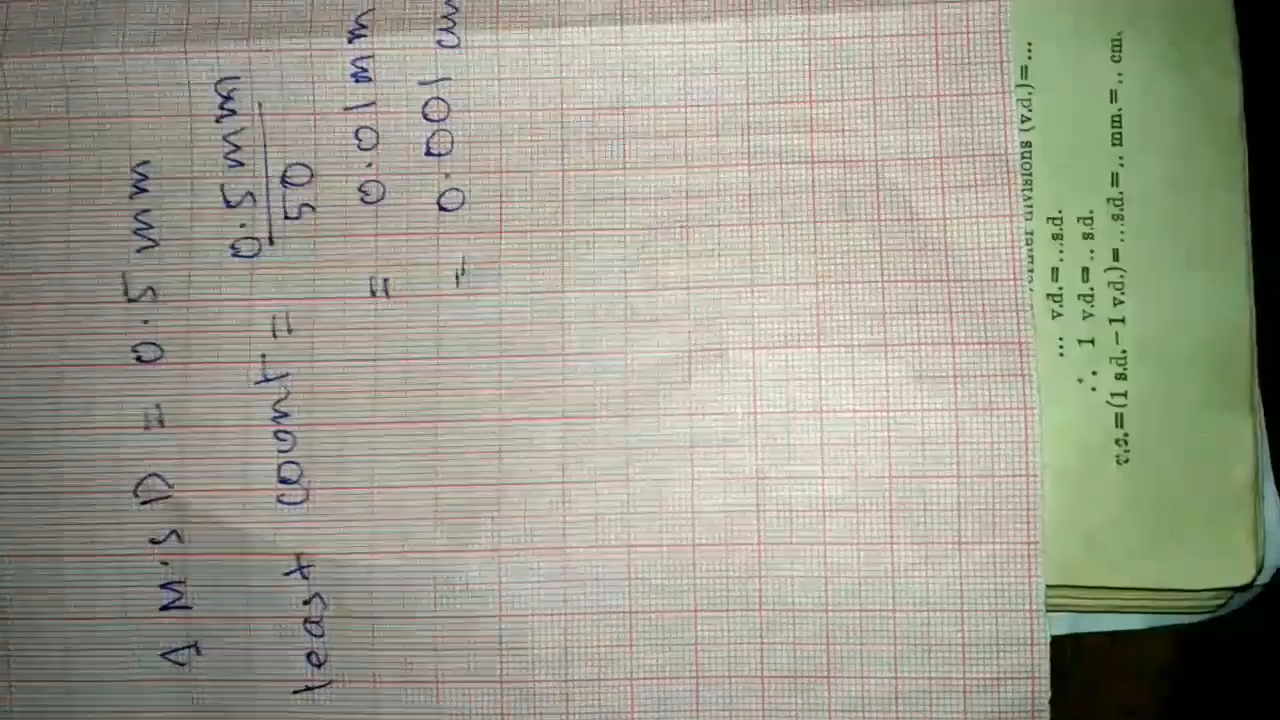 1 M.S D = 0.5 mm
least count = 0.5 mm / 50
= 0.01 mm
= 0.001 cm
divisions (v.d.) = ...
... v.d. = ...s.d.
∴ 1 v.d. = .. s.d.
v.c. = (1 s.d. − 1 v.d.) = ...s.d. = .. mm. = .. cm.